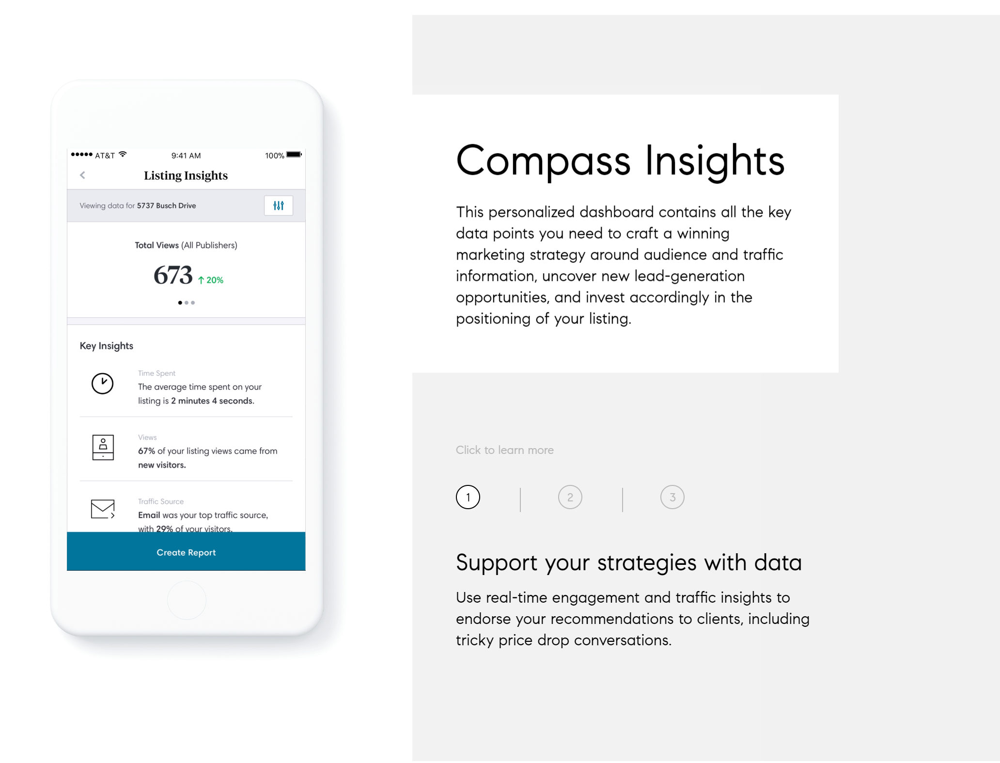 AT&T 9:41 AM 100%
Listing Insights
Viewing data for 5737 Busch Drive
Total Views (All Publishers)
673 ↑ 20%
Key Insights
Time Spent
The average time spent on your
listing is 2 minutes 4 seconds.
Views
67% of your listing views came from
new visitors.
Traffic Source
Email was your top traffic source,
with 29% of your visitors.
Create Report
Compass Insights
This personalized dashboard contains all the key
data points you need to craft a winning
marketing strategy around audience and traffic
information, uncover new lead-generation
opportunities, and invest accordingly in the
positioning of your listing.
Click to learn more
1 2 3
Support your strategies with data
Use real-time engagement and traffic insights to
endorse your recommendations to clients, including
tricky price drop conversations.